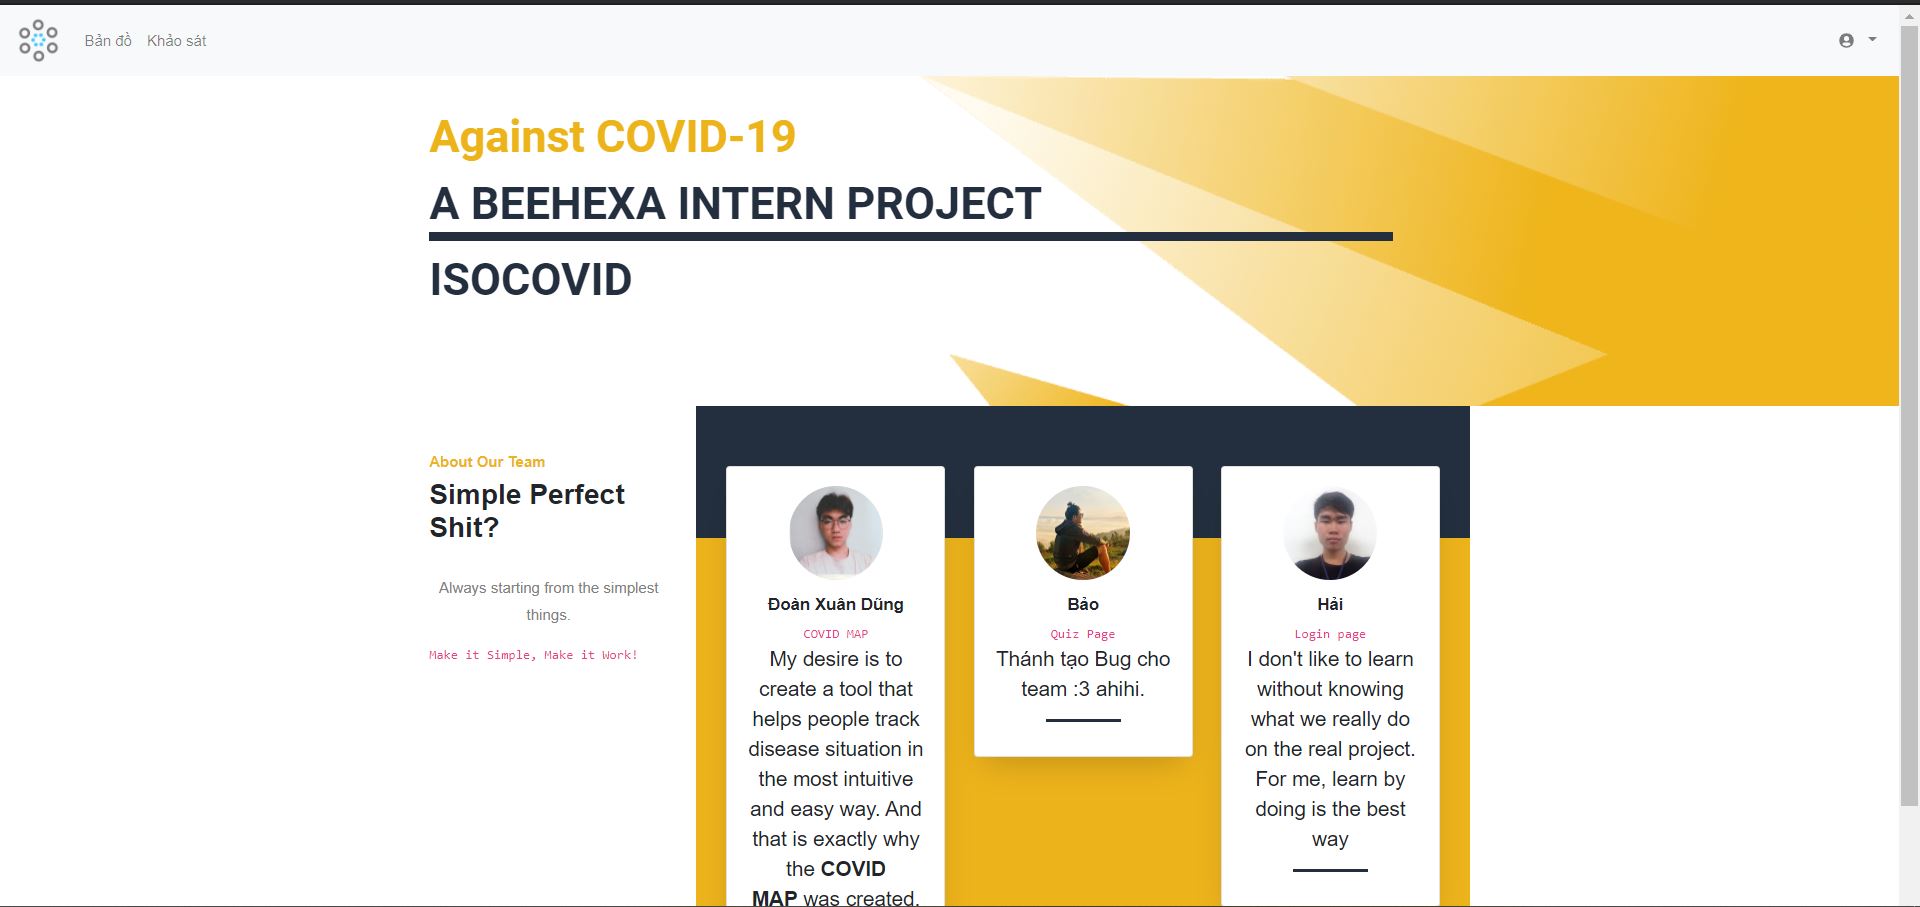 Bản đồ Khảo sát
Against COVID-19
A BEEHEXA INTERN PROJECT
ISOCOVID
About Our Team
Simple Perfect
Shit?
Always starting from the simplest
things.
Make it Simple, Make it Work!
Đoàn Xuân Dũng
COVID MAP
My desire is to
create a tool that
helps people track
disease situation in
the most intuitive
and easy way. And
that is exactly why
the COVID
MAP was created.
Bảo
Quiz Page
Thánh tạo Bug cho
team :3 ahihi.
Hải
Login page
I don't like to learn
without knowing
what we really do
on the real project.
For me, learn by
doing is the best
way